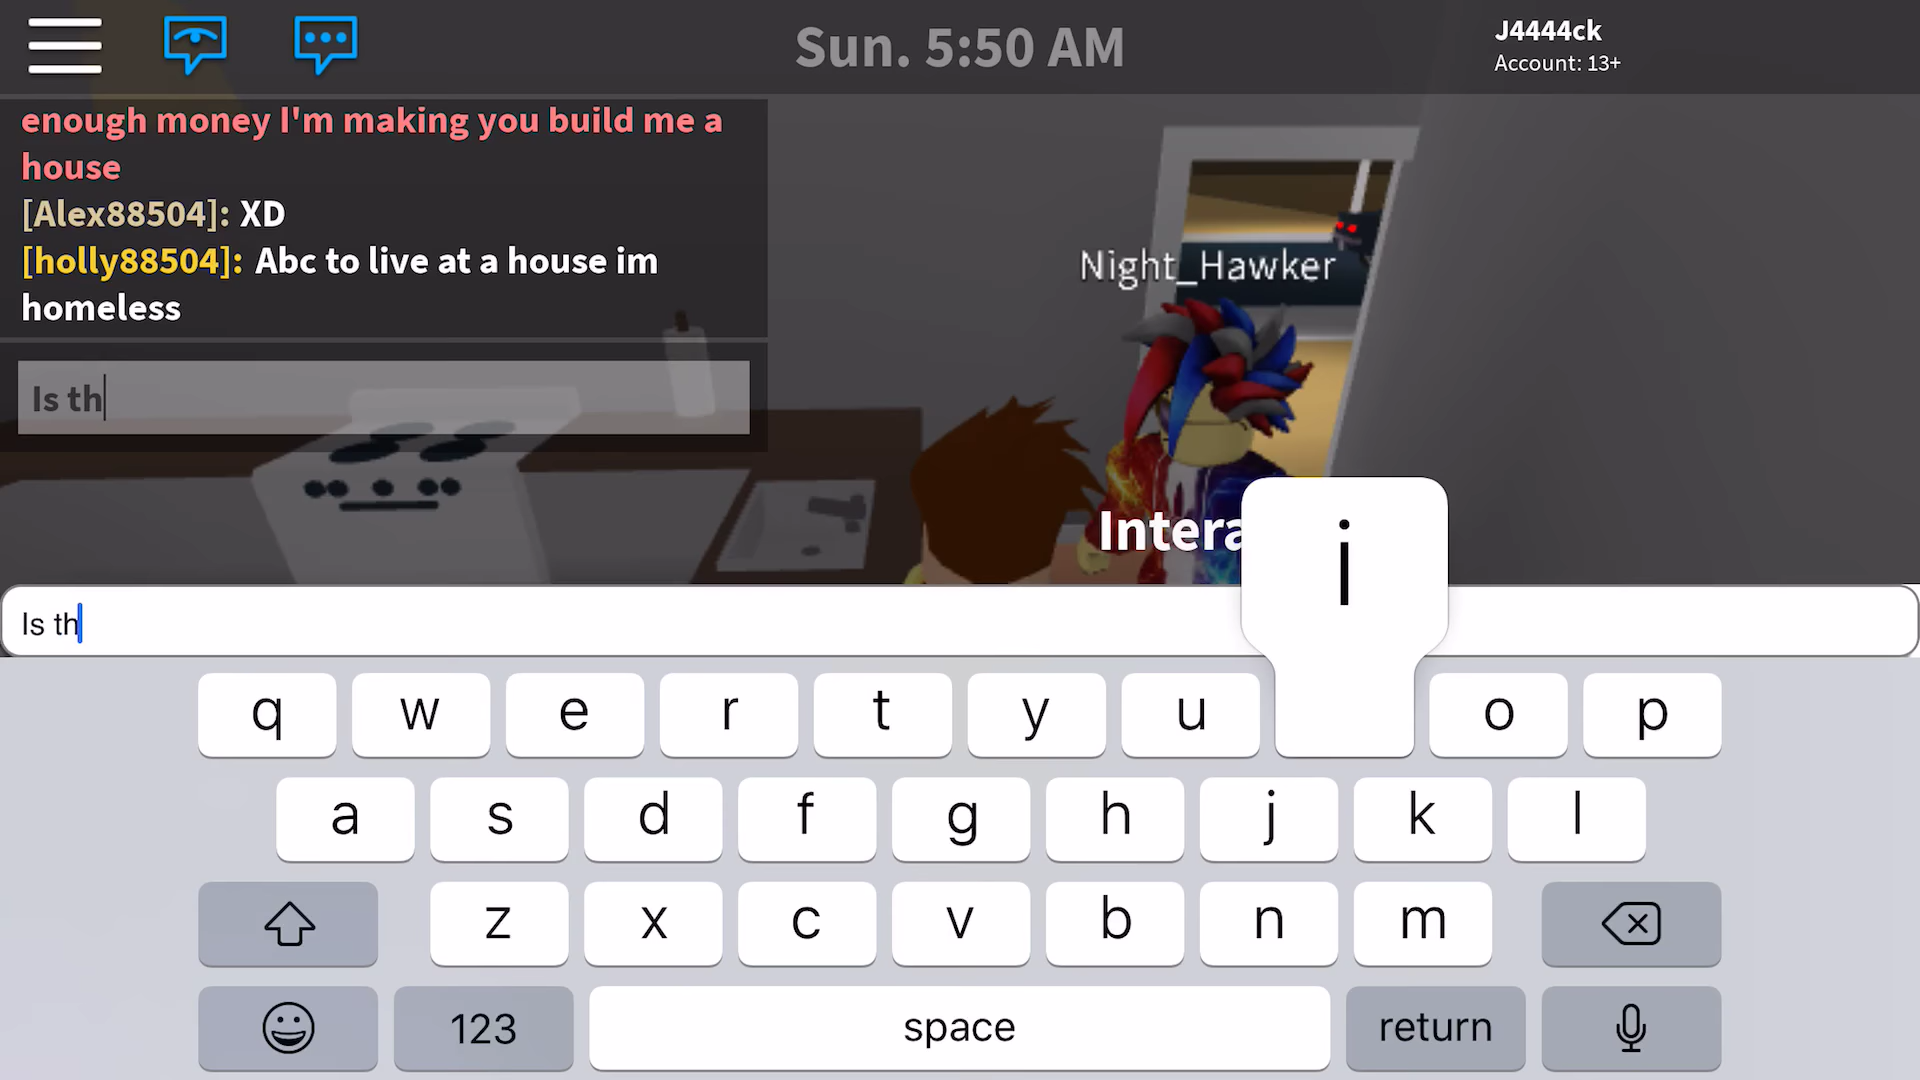 Sun. 5:50 AM
J4444ck
Account: 13+
enough money I'm making you build me a
house
[Alex88504]: XD
[holly88504]: Abc to live at a house im
homeless
Is th
Night_Hawker
Intera
Is th
i
q w e r t y u o p
a s d f g h j k l
z x c v b n m
123 space return